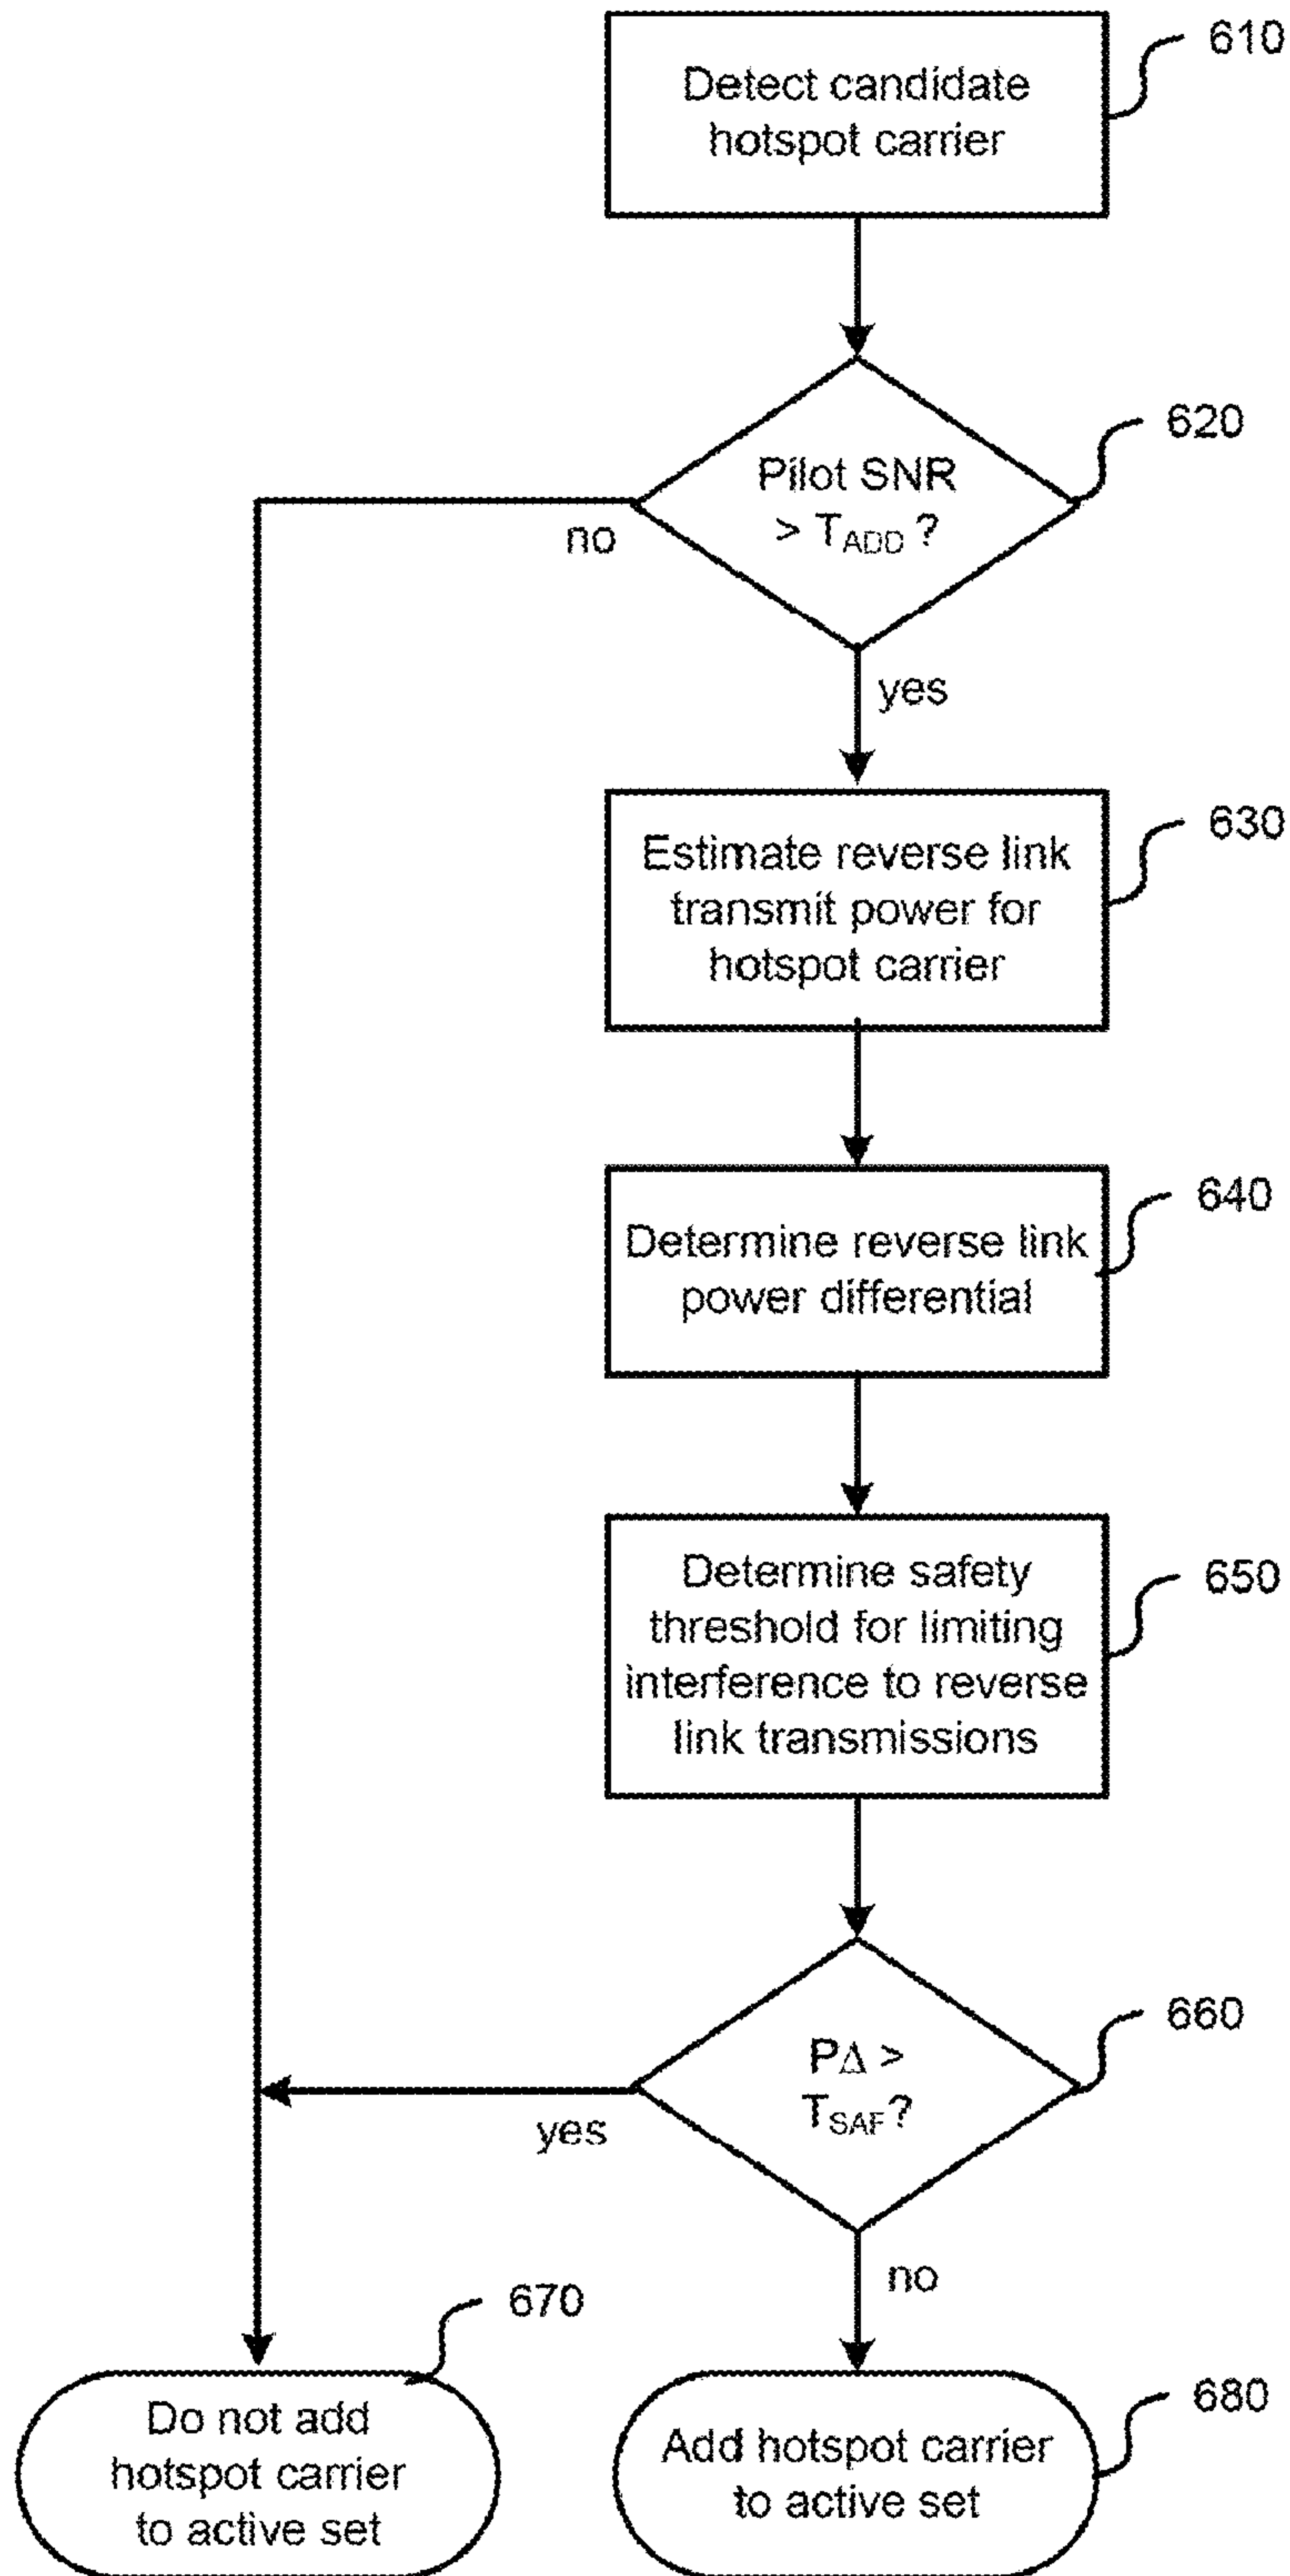 610
Detect candidate
hotspot carrier
620
Pilot SNR
> T_ADD ?
no
yes
630
Estimate reverse link
transmit power for
hotspot carrier
640
Determine reverse link
power differential
650
Determine safety
threshold for limiting
interference to reverse
link transmissions
660
PΔ >
T_SAF?
yes
no
670
Do not add
hotspot carrier
to active set
680
Add hotspot carrier
to active set